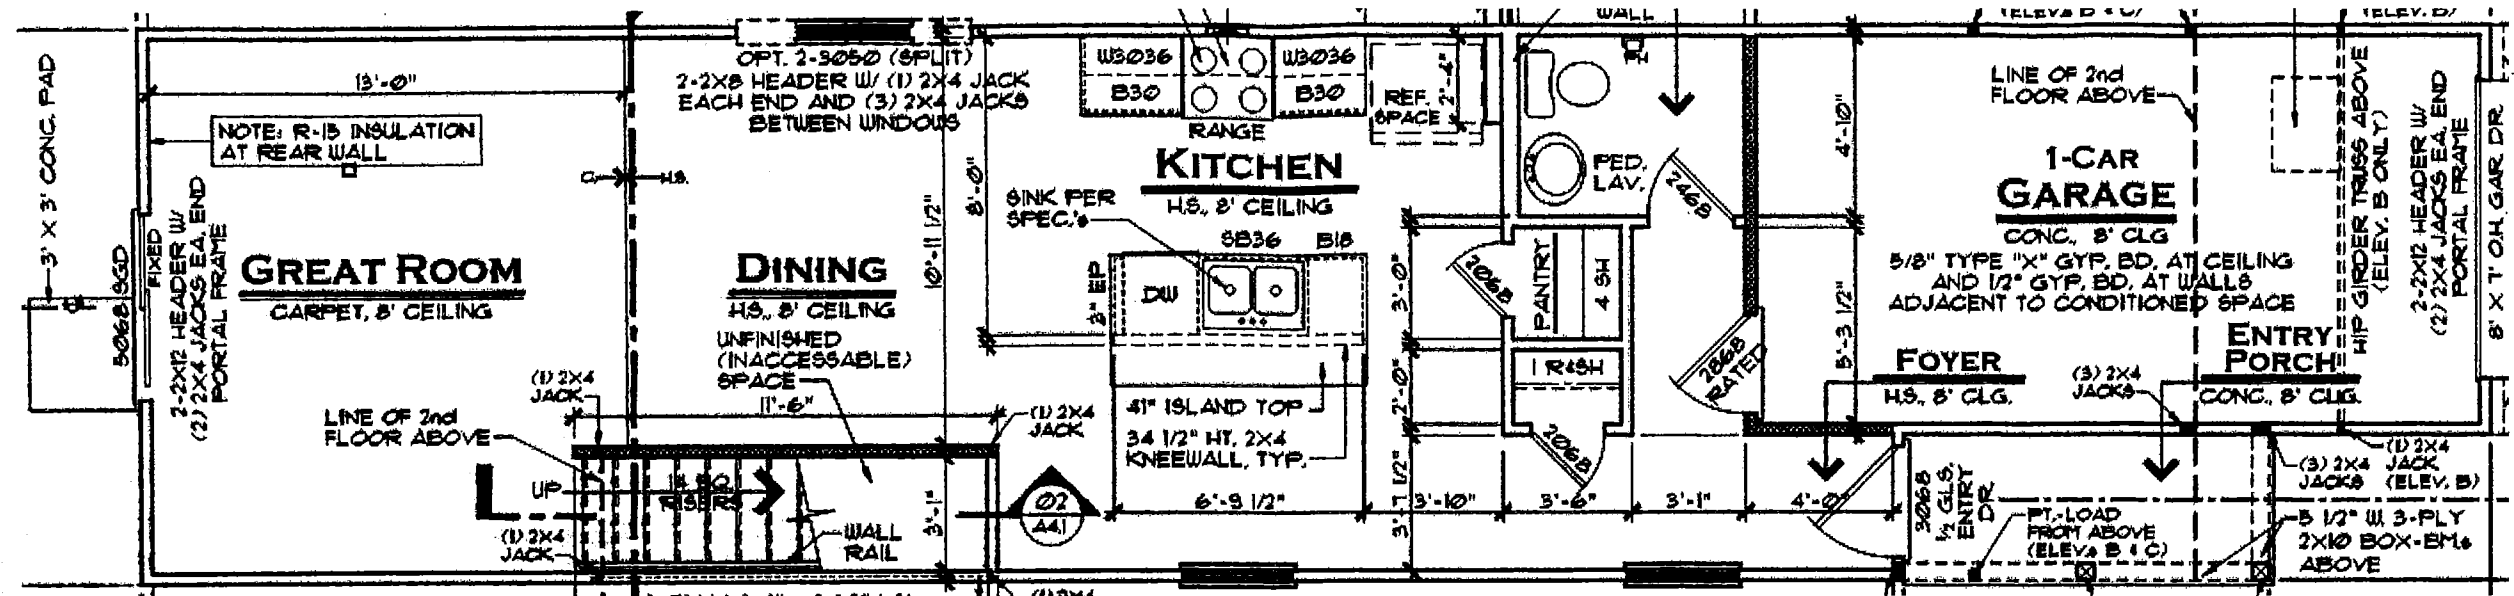 WALL
(ELEV.s B & C)
(ELEV. B)
3' X 3' CONC. PAD
13'-0"
NOTE: R-13 INSULATION
AT REAR WALL
5068 SGD
FIXED
2-2X12 HEADER W/
(2) 2X4 JACKS EA. END
PORTAL FRAME
GREAT ROOM
CARPET, 8' CEILING
C.
H.S.
OPT. 2-3050 (SPLIT)
2-2X8 HEADER W/ (1) 2X4 JACK
EACH END AND (3) 2X4 JACKS
BETWEEN WINDOWS
DINING
H.S., 8' CEILING
UNFINISHED
(INACCESSABLE)
SPACE
10'-11 1/2"
8'-0"
11'-6"
(1) 2X4
JACK
(1) 2X4
JACK
LINE OF 2nd
FLOOR ABOVE
UP
RISERS
(1) 2X4
JACK
WALL
RAIL
3'-1"
W3036
B30
W3036
B30
RANGE
REF.
SPACE
2'-4"
KITCHEN
H.S., 8' CEILING
SINK PER
SPEC.'s
SB36
B18
3" EP
DW
41" ISLAND TOP
34 1/2" HT. 2X4
KNEEWALL, TYP.
02
A4.1
6'-9 1/2"
3'-10"
3'-6"
3'-1"
4'-0"
3'-0"
2'-0"
3'-7 1/2"
PED.
LAV.
2468
2068
PANTRY
4 SH
1 R&SH
2068
2868
RATED
4'-10"
5'-3 1/2"
LINE OF 2nd
FLOOR ABOVE
1-CAR
GARAGE
CONC., 8' CLG
5/8" TYPE "X" GYP. BD. AT CEILING
AND 1/2" GYP. BD. AT WALLS
ADJACENT TO CONDITIONED SPACE
HIP GIRDER TRUSS ABOVE
(ELEV. B ONLY)
2-2X12 HEADER W/
(2) 2X4 JACKS EA. END
PORTAL FRAME
8' X 7' O.H. GAR DR.
FOYER
H.S., 8' CLG.
ENTRY
PORCH
CONC., 8' CLG.
(3) 2X4
JACKS
3068
1/2 GLS.
ENTRY
DR
PT.-LOAD
FROM ABOVE
(ELEV.s B & C)
(3) 2X4
JACKS
(1) 2X4
JACK
(ELEV. B)
5 1/2" W. 3-PLY
2X10 BOX-BM.s
ABOVE
(1) 2X4